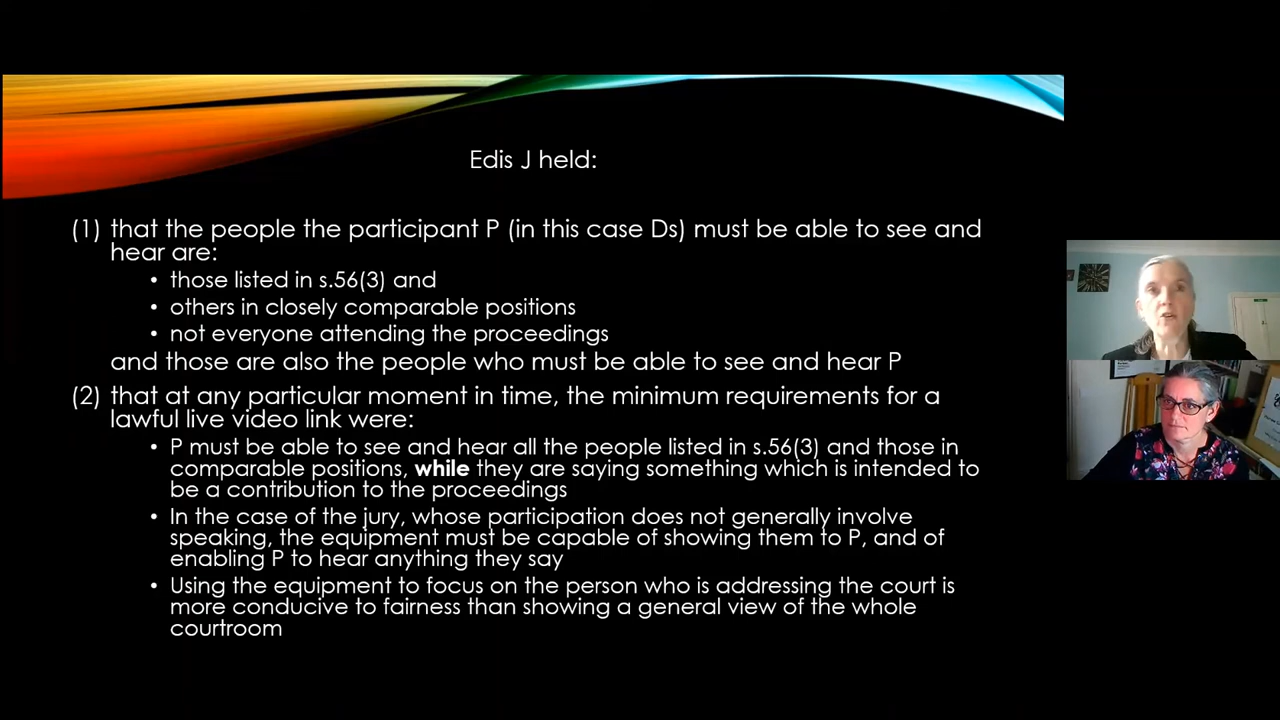 Edis J held:
(1) that the people the participant P (in this case Ds) must be able to see and
hear are:
• those listed in s.56(3) and
• others in closely comparable positions
• not everyone attending the proceedings
and those are also the people who must be able to see and hear P
(2) that at any particular moment in time, the minimum requirements for a
lawful live video link were:
• P must be able to see and hear all the people listed in s.56(3) and those in
comparable positions, while they are saying something which is intended to
be a contribution to the proceedings
• In the case of the jury, whose participation does not generally involve
speaking, the equipment must be capable of showing them to P, and of
enabling P to hear anything they say
• Using the equipment to focus on the person who is addressing the court is
more conducive to fairness than showing a general view of the whole
courtroom